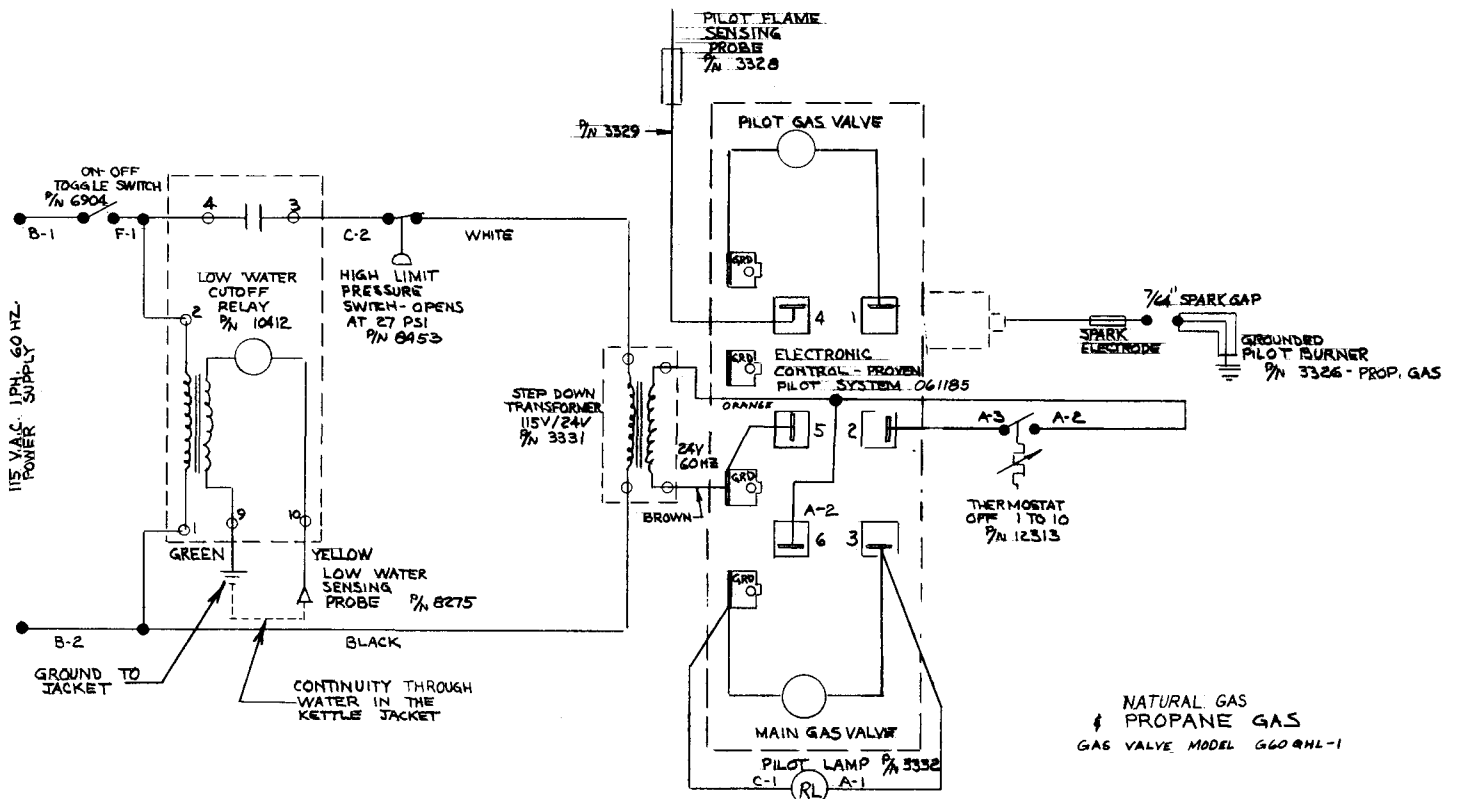 PILOT FLAME
SENSING
PROBE
P/N 3328
P/N 3329
PILOT GAS VALVE
ON-OFF
TOGGLE SWITCH
P/N 6904
4
3
B-1
F-1
C-2
WHITE
GRD
LOW WATER
CUTOFF
RELAY
P/N 10412
HIGH LIMIT
PRESSURE
SWITCH-OPENS
AT 27 PSI
P/N 8453
2
4
1
7/64" SPARK GAP
SPARK
ELECTRODE
GROUNDED
PILOT BURNER
P/N 3326 - PROP. GAS
115 V.A.C. 1 PH. 60 HZ.
POWER SUPPLY
GRD
ELECTRONIC
CONTROL - PROVEN
PILOT SYSTEM 061185
STEP DOWN
TRANSFORMER
115V/24V
P/N 3331
ORANGE
5
2
A-3
A-2
24V
60 HZ
GRD
BROWN
THERMOSTAT
OFF 1 TO 10
P/N 12313
A-2
6
3
1
9
10
GREEN
YELLOW
LOW WATER
SENSING
PROBE P/N 8275
GRD
B-2
BLACK
GROUND TO
JACKET
CONTINUITY THROUGH
WATER IN THE
KETTLE JACKET
MAIN GAS VALVE
PILOT LAMP P/N 3332
C-1
RL
A-1
NATURAL GAS
& PROPANE GAS
GAS VALVE MODEL G60QHL-1